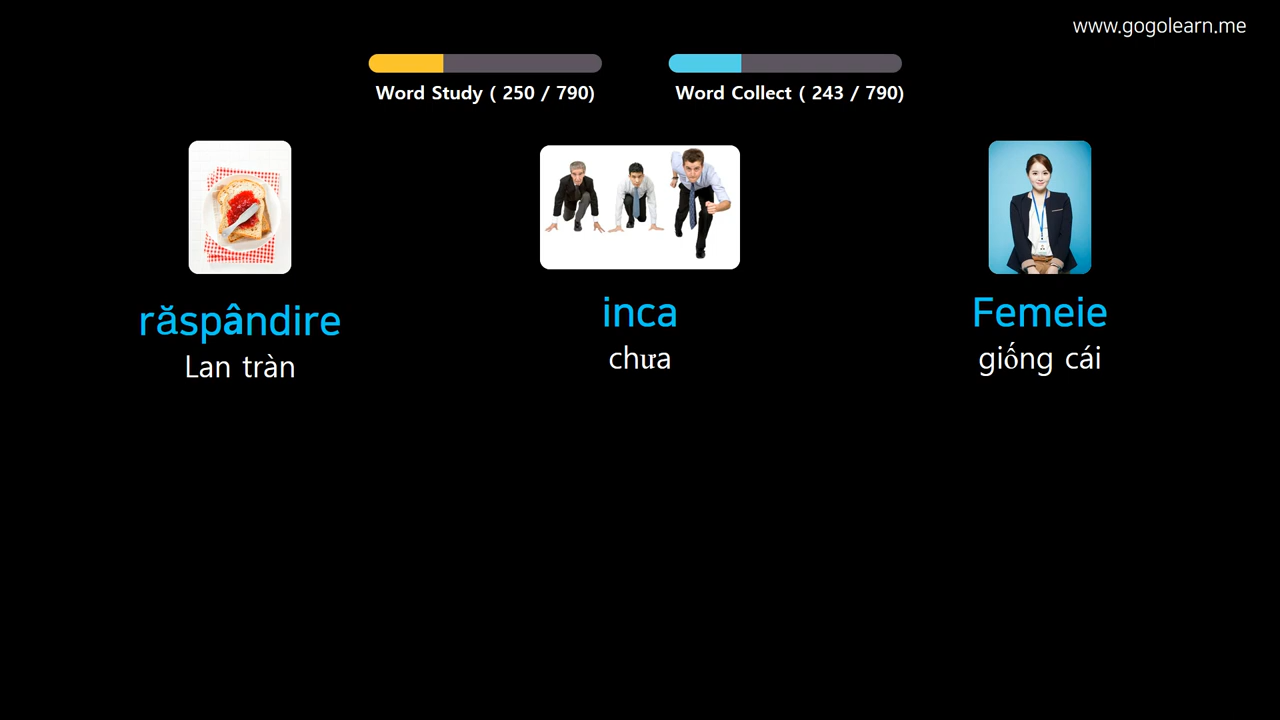 www.gogolearn.me
Word Study ( 250 / 790)
Word Collect ( 243 / 790)
răspândire
Lan tràn
inca
chưa
Femeie
giống cái